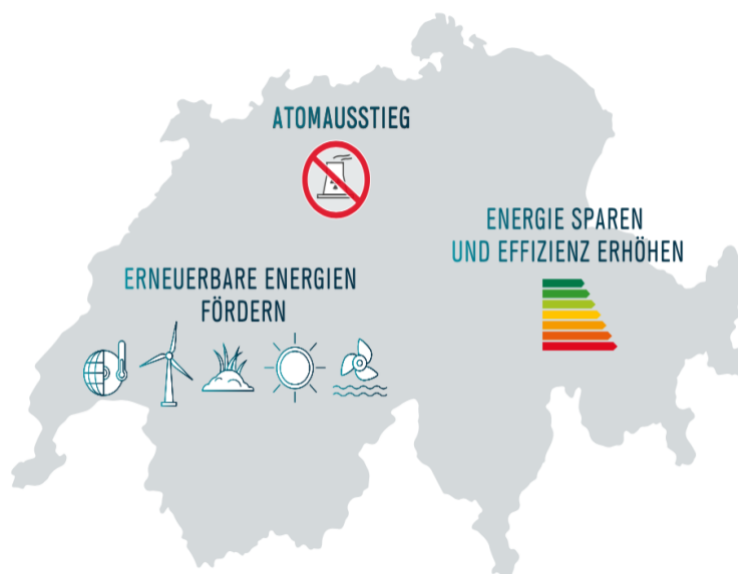 ATOMAUSSTIEG
ENERGIE SPAREN
UND EFFIZIENZ ERHÖHEN
ERNEUERBARE ENERGIEN
FÖRDERN